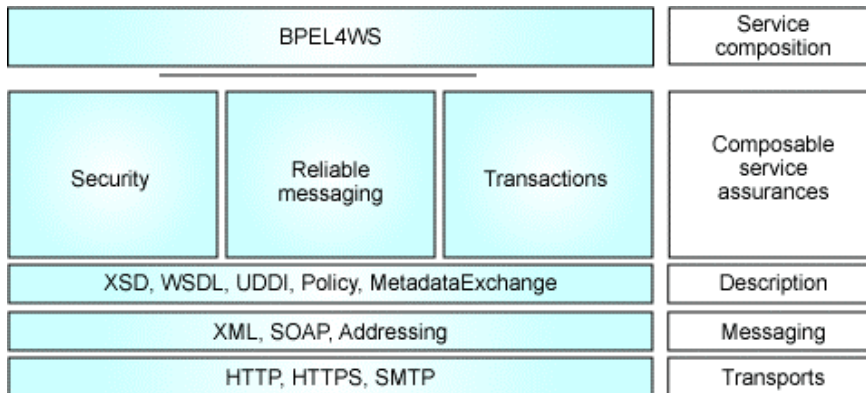 BPEL4WS
Service
composition
Security
Reliable
messaging
Transactions
Composable
service
assurances
XSD, WSDL, UDDI, Policy, MetadataExchange
Description
XML, SOAP, Addressing
Messaging
HTTP, HTTPS, SMTP
Transports